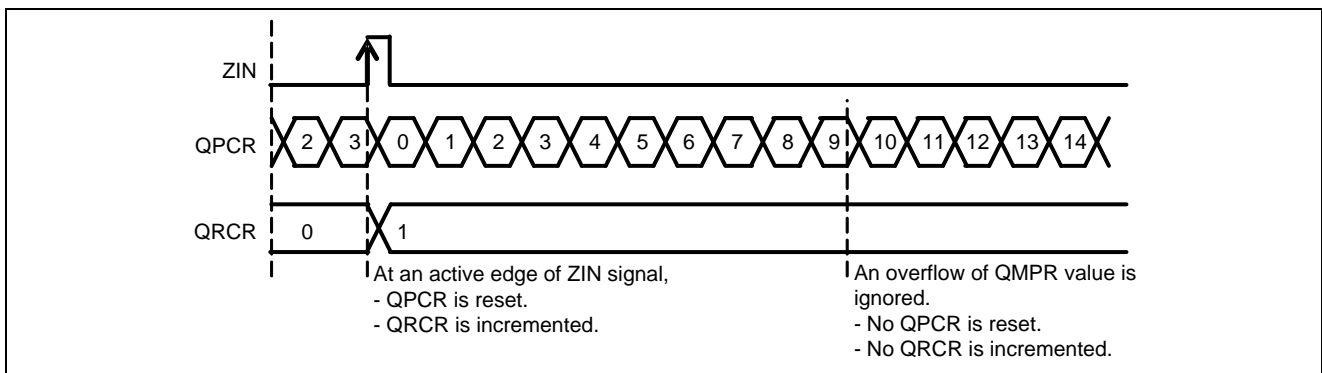 ZIN
QPCR 2 3 0 1 2 3 4 5 6 7 8 9 10 11 12 13 14
QRCR 0 1
At an active edge of ZIN signal,
- QPCR is reset.
- QRCR is incremented.
An overflow of QMPR value is
ignored.
- No QPCR is reset.
- No QRCR is incremented.